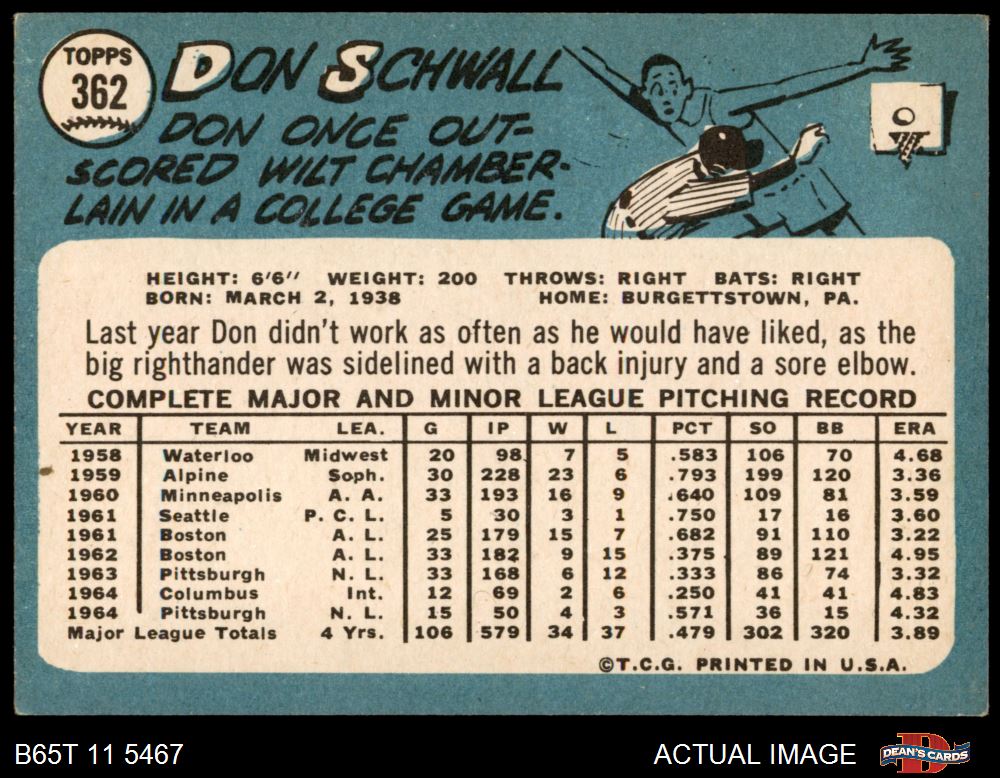 TOPPS
362
DON SCHWALL
DON ONCE OUT-
SCORED WILT CHAMBER-
LAIN IN A COLLEGE GAME.
HEIGHT: 6'6" WEIGHT: 200 THROWS: RIGHT BATS: RIGHT
BORN: MARCH 2, 1938 HOME: BURGETTSTOWN, PA.
Last year Don didn't work as often as he would have liked, as the
big righthander was sidelined with a back injury and a sore elbow.
COMPLETE MAJOR AND MINOR LEAGUE PITCHING RECORD
YEAR TEAM LEA. G IP W L PCT SO BB ERA
1958 Waterloo Midwest 20 98 7 5 .583 106 70 4.68
1959 Alpine Soph. 30 228 23 6 .793 199 120 3.36
1960 Minneapolis A. A. 33 193 16 9 .640 109 81 3.59
1961 Seattle P. C. L. 5 30 3 1 .750 17 16 3.60
1961 Boston A. L. 25 179 15 7 .682 91 110 3.22
1962 Boston A. L. 33 182 9 15 .375 89 121 4.95
1963 Pittsburgh N. L. 33 168 6 12 .333 86 74 3.32
1964 Columbus Int. 12 69 2 6 .250 41 41 4.83
1964 Pittsburgh N. L. 15 50 4 3 .571 36 15 4.32
Major League Totals 4 Yrs. 106 579 34 37 .479 302 320 3.89
©T.C.G. PRINTED IN U.S.A.
B65T 11 5467 ACTUAL IMAGE DEAN'S CARDS